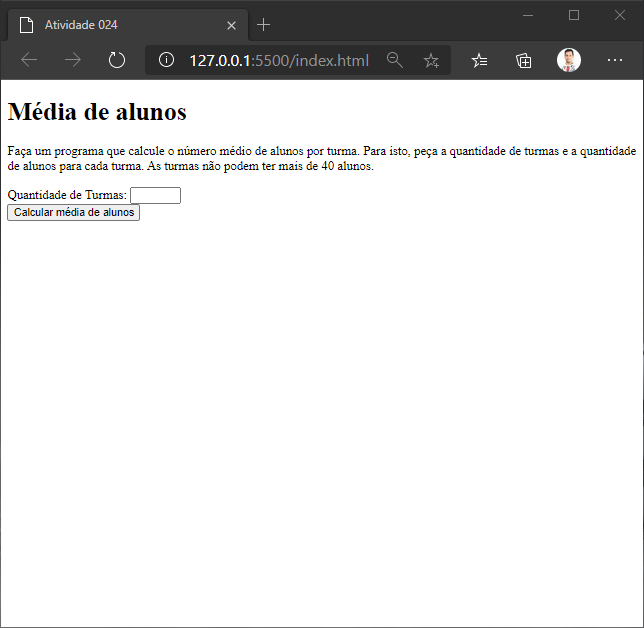 Atividade 024
127.0.0.1:5500/index.html
Média de alunos
Faça um programa que calcule o número médio de alunos por turma. Para isto, peça a quantidade de turmas e a quantidade
de alunos para cada turma. As turmas não podem ter mais de 40 alunos.
Quantidade de Turmas:
Calcular média de alunos